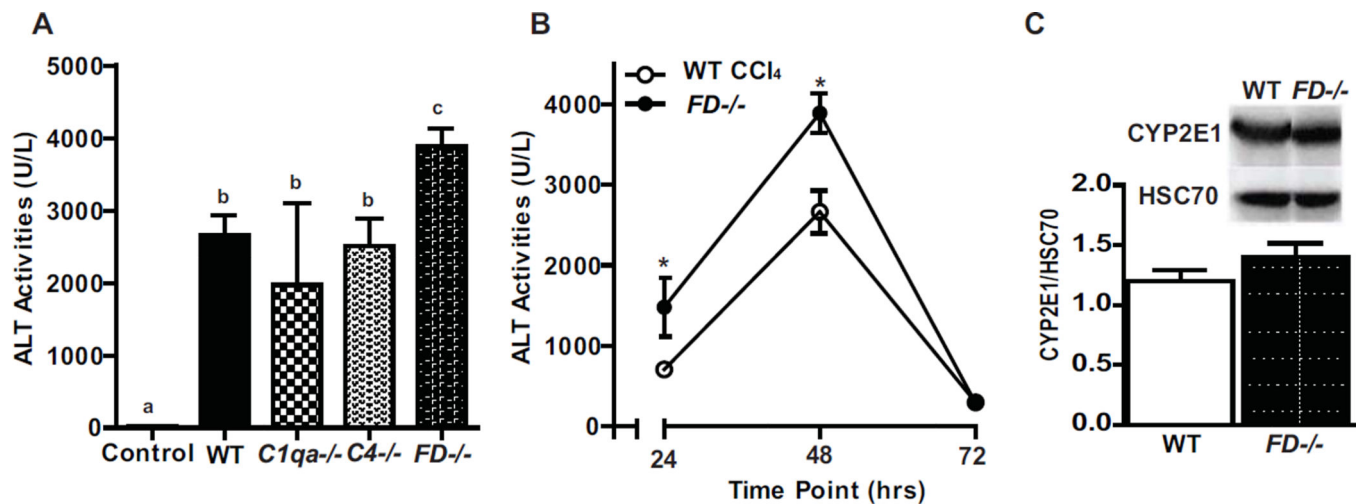 A
ALT Activities (U/L)
5000
4000
3000
2000
1000
0
a
b
b
b
c
Control WT C1qa-/- C4-/- FD-/-
B
WT CCl₄
FD-/-
ALT Activities (U/L)
4000
3000
2000
1000
0
*
*
24 48 72
Time Point (hrs)
C
WT FD-/-
CYP2E1
HSC70
CYP2E1/HSC70
2.0
1.5
1.0
0.5
0.0
WT FD-/-